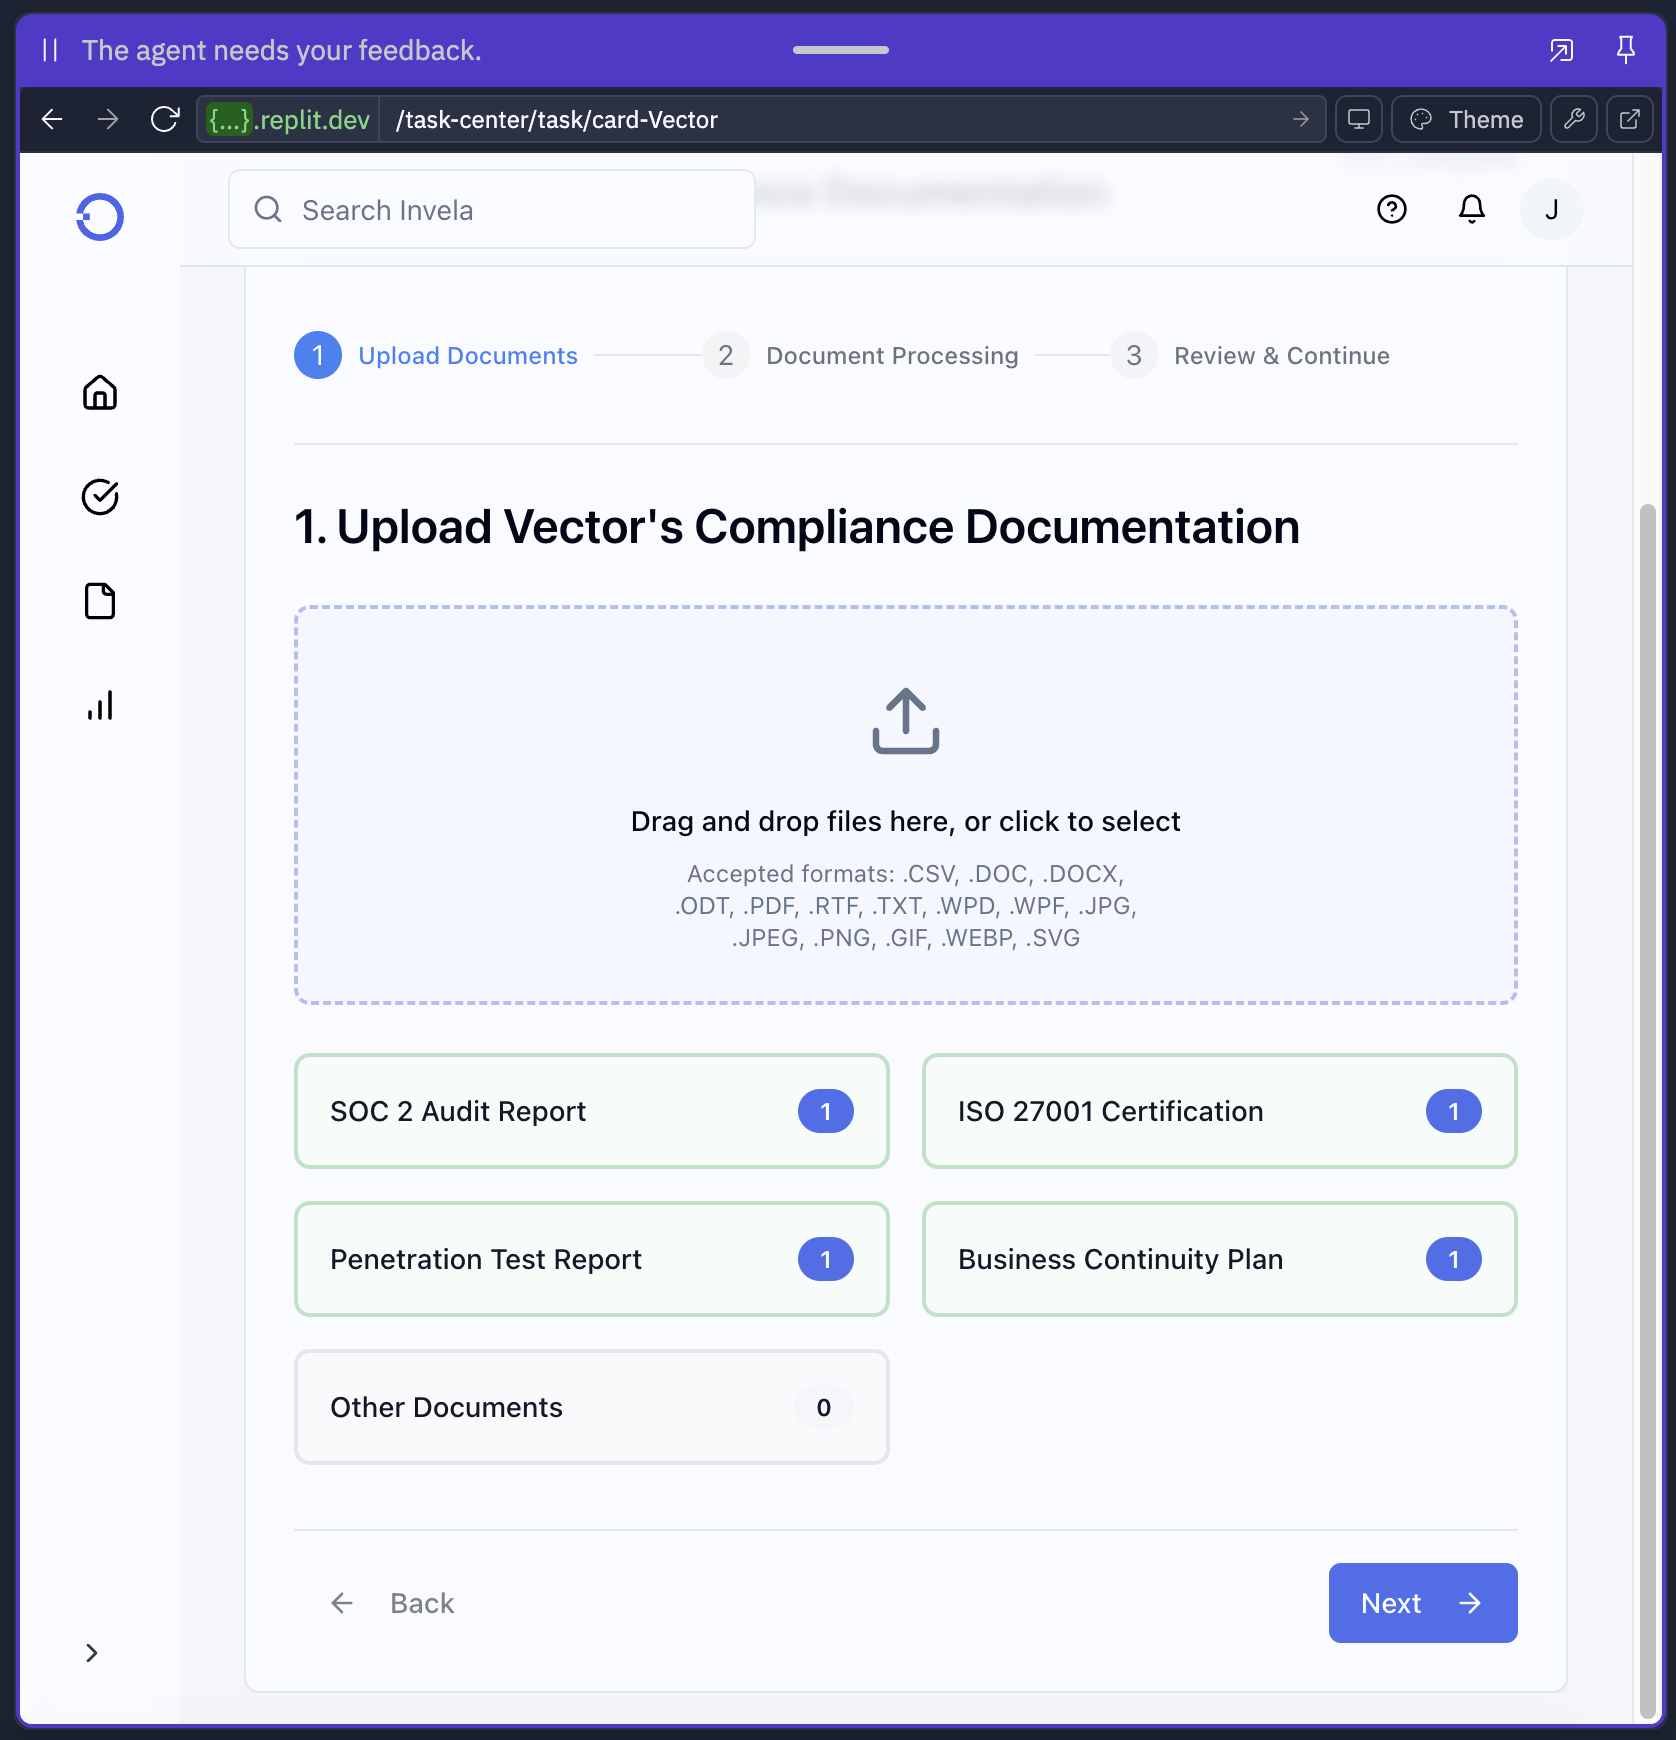 The agent needs your feedback.
{...}.replit.dev /task-center/task/card-Vector
Theme
Search Invela
Documentation
J
1 Upload Documents 2 Document Processing 3 Review & Continue
1. Upload Vector's Compliance Documentation
Drag and drop files here, or click to select
Accepted formats: .CSV, .DOC, .DOCX,
.ODT, .PDF, .RTF, .TXT, .WPD, .WPF, .JPG,
.JPEG, .PNG, .GIF, .WEBP, .SVG
SOC 2 Audit Report 1
ISO 27001 Certification 1
Penetration Test Report 1
Business Continuity Plan 1
Other Documents 0
Back
Next